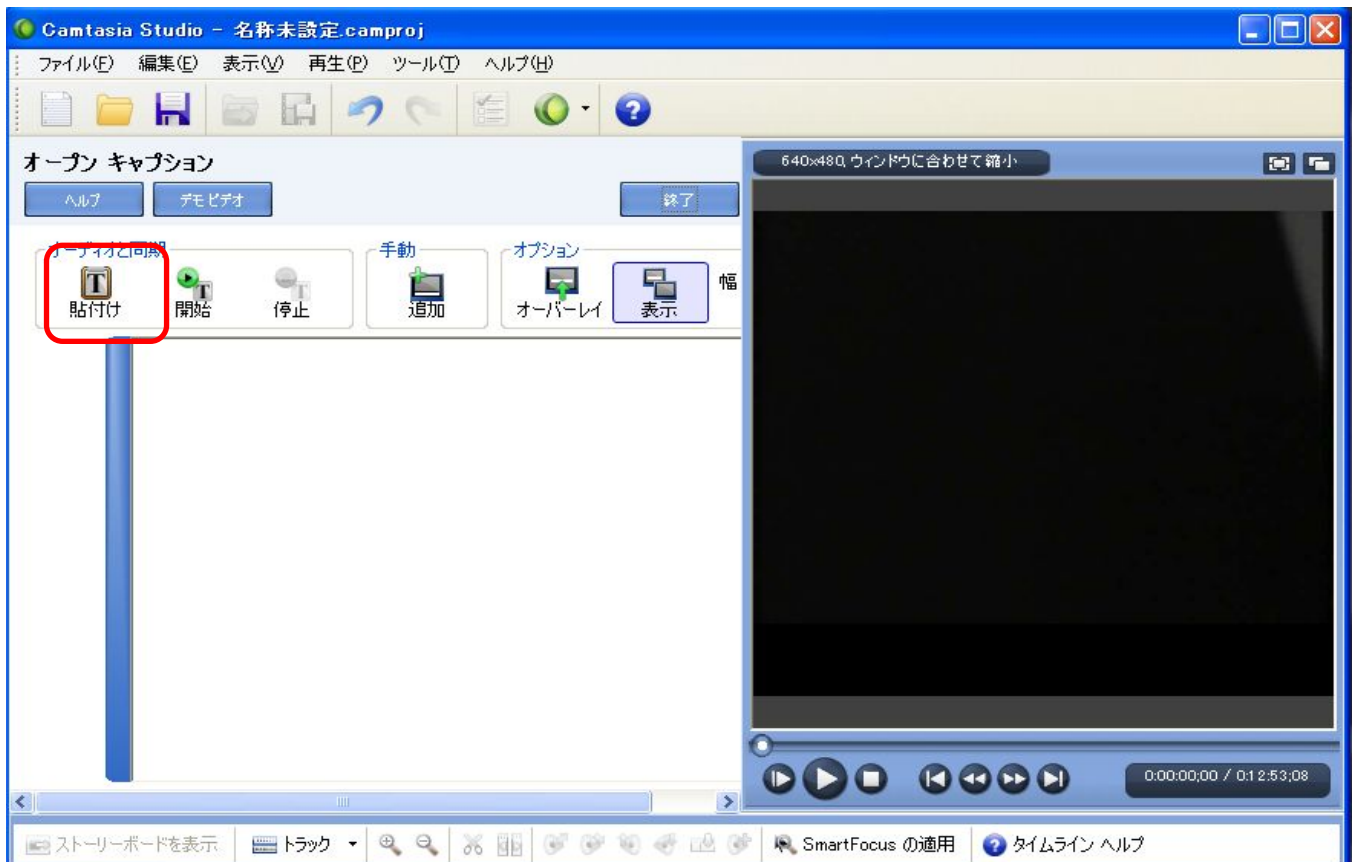 Camtasia Studio - 名称未設定.camproj
ファイル(F) 編集(E) 表示(V) 再生(P) ツール(T) ヘルプ(H)
オープン キャプション
ヘルプ デモ ビデオ 終了
オーディオと同期 手動 オプション
貼付け 開始 停止 追加 オーバーレイ 表示 幅
640x480, ウィンドウに合わせて縮小
0:00:00;00 / 0:12:53;08
ストーリーボードを表示 トラック SmartFocus の適用 タイムライン ヘルプ